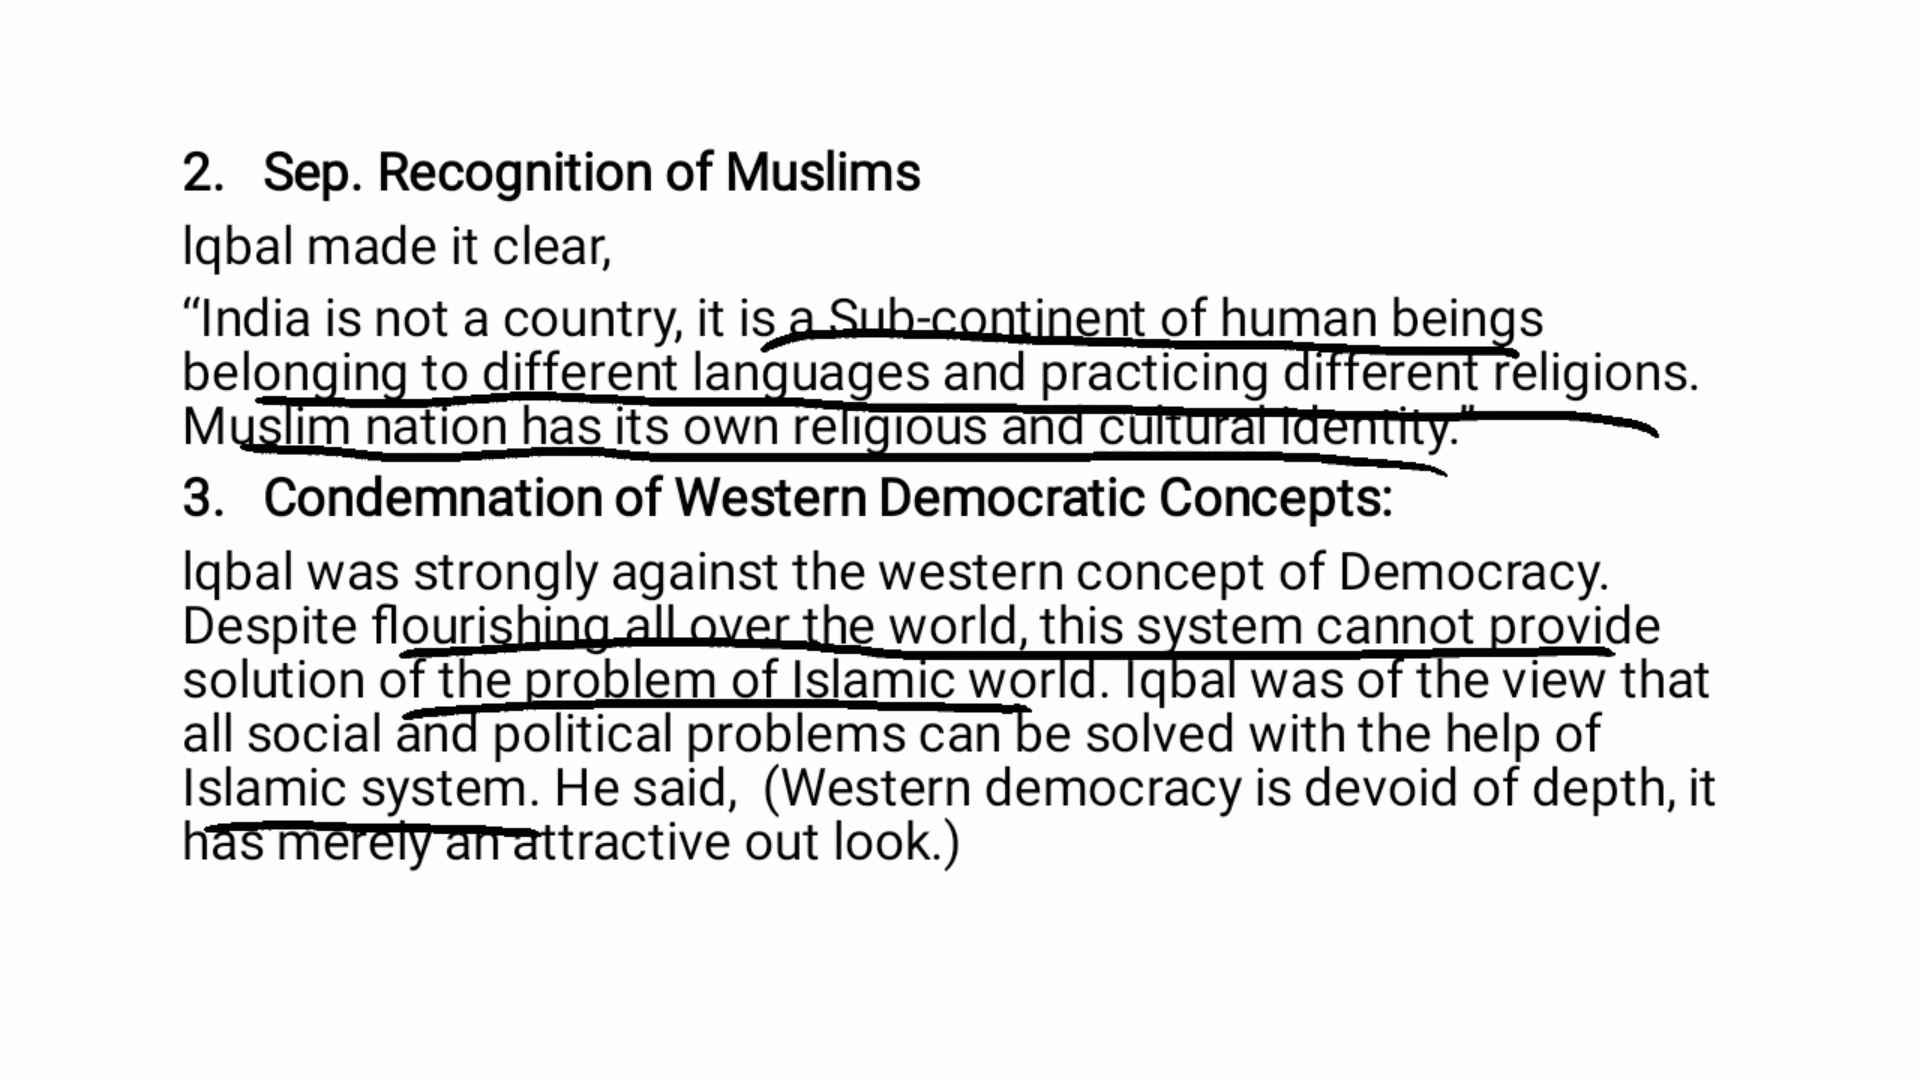 2. Sep. Recognition of Muslims
Iqbal made it clear,
“India is not a country, it is a Sub-continent of human beings
belonging to different languages and practicing different religions.
Muslim nation has its own religious and cultural identity.”
3. Condemnation of Western Democratic Concepts:
Iqbal was strongly against the western concept of Democracy.
Despite flourishing all over the world, this system cannot provide
solution of the problem of Islamic world. Iqbal was of the view that
all social and political problems can be solved with the help of
Islamic system. He said, (Western democracy is devoid of depth, it
has merely an attractive out look.)